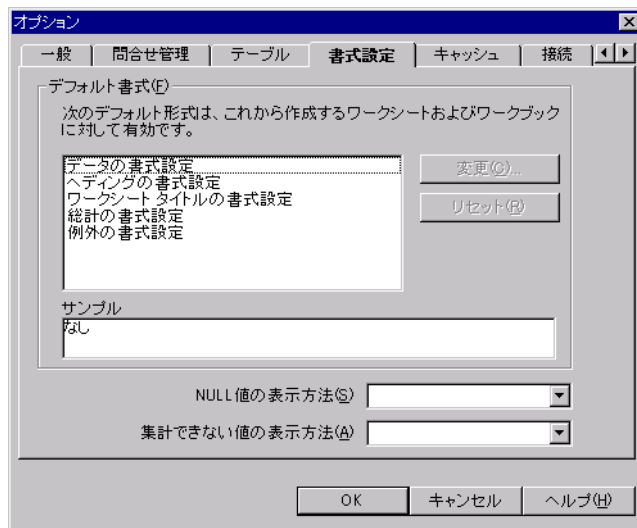 オプション
一般
問合せ管理
テーブル
書式設定
キャッシュ
接続
デフォルト書式(F)
次のデフォルト形式は、これから作成するワークシートおよびワークブック
に対して有効です。
データの書式設定
ヘディングの書式設定
ワークシート タイトルの書式設定
総計の書式設定
例外の書式設定
変更(C)...
リセット(R)
サンプル
なし
NULL値の表示方法(S)
集計できない値の表示方法(A)
OK
キャンセル
ヘルプ(H)